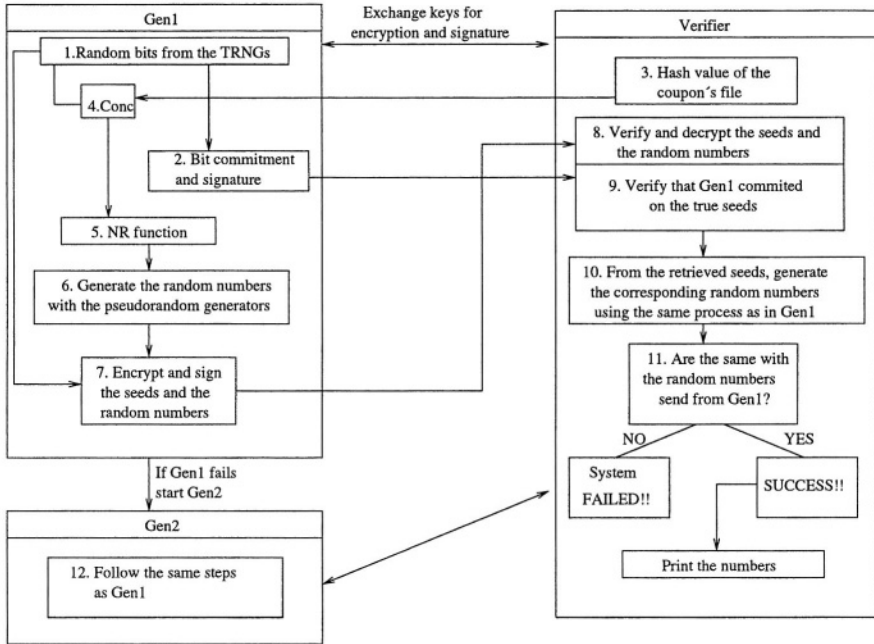 Gen1
1.Random bits from the TRNGs
4.Conc
2. Bit commitment
and signature
5. NR function
6. Generate the random numbers
with the pseudorandom generators
7. Encrypt and sign
the seeds and the
random numbers
If Gen1 fails
start Gen2
Gen2
12. Follow the same steps
as Gen1
Exchange keys for
encryption and signature
Verifier
3. Hash value of the
coupon´s file
8. Verify and decrypt the seeds and
the random numbers
9. Verify that Gen1 commited
on the true seeds
10. From the retrieved seeds, generate
the corresponding random numbers
using the same process as in Gen1
11. Are the same with
the random numbers
send from Gen1?
NO
YES
System
FAILED!!
SUCCESS!!
Print the numbers